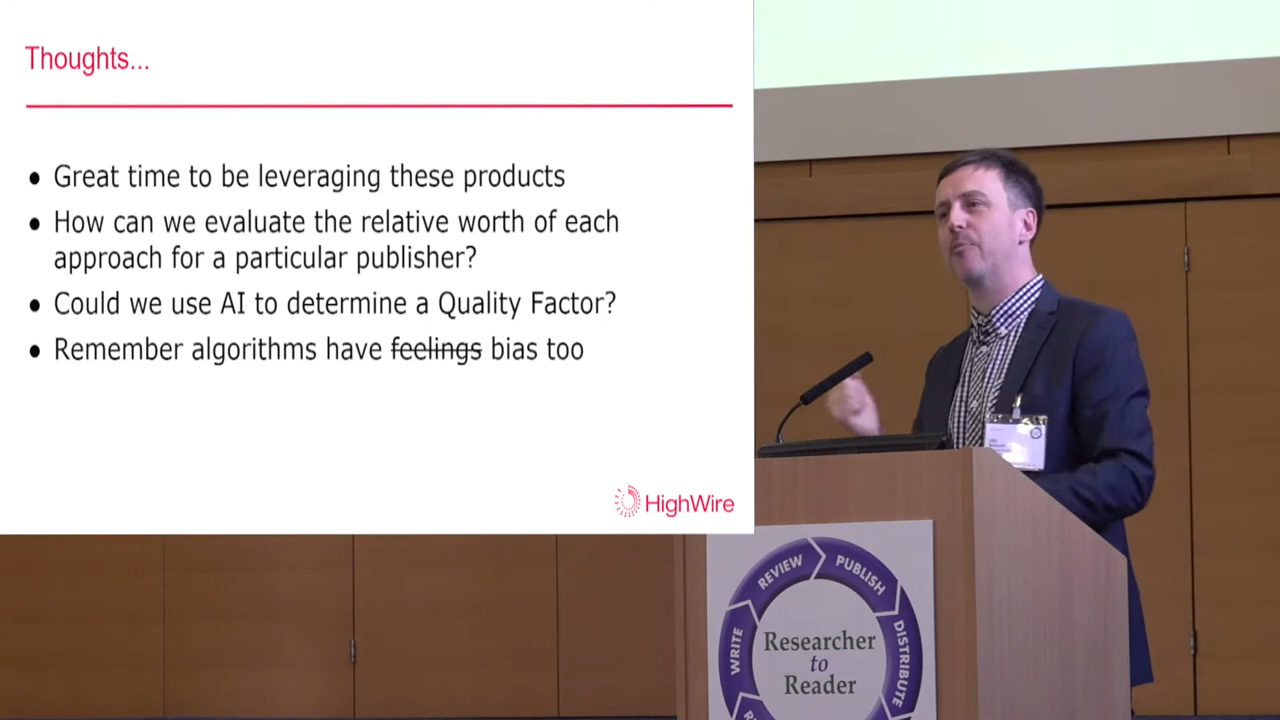 Thoughts...
● Great time to be leveraging these products
● How can we evaluate the relative worth of each
approach for a particular publisher?
● Could we use AI to determine a Quality Factor?
● Remember algorithms have feelings bias too
HighWire
REVIEW
PUBLISH
WRITE
DISTRIBUTE
Researcher
to
Reader